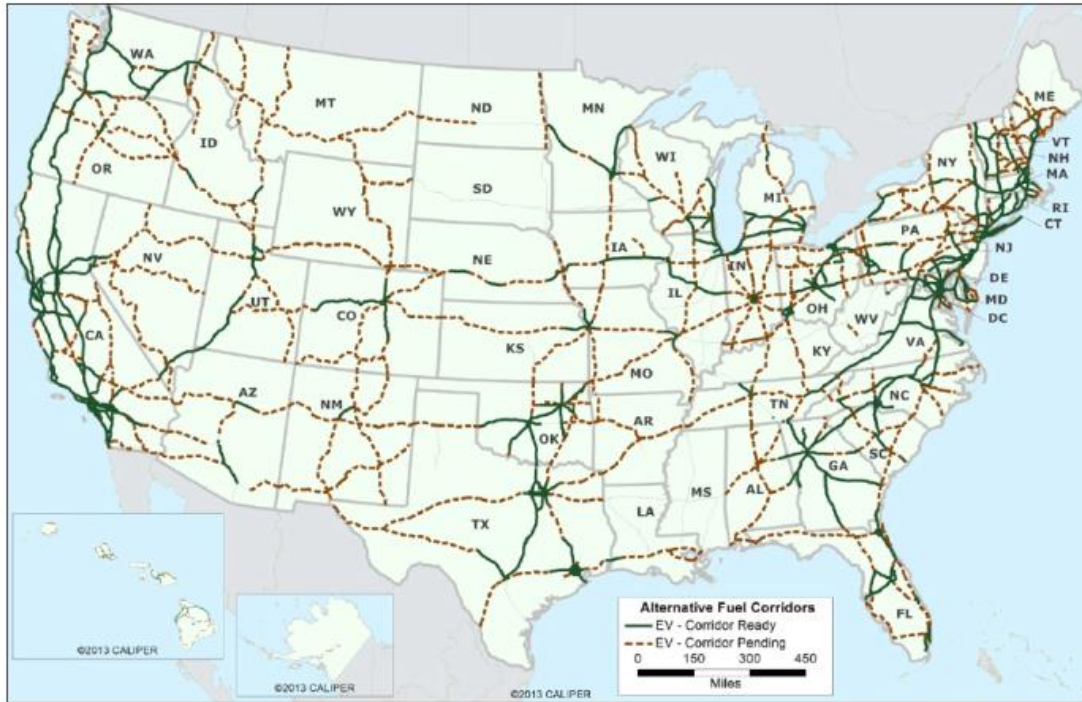 WA
MT
ND
MN
ME
VT
NH
MA
RI
CT
OR
ID
SD
WI
MI
NY
WY
NE
IA
PA
NJ
NV
UT
CO
IL
IN
OH
WV
DE
MD
DC
CA
KS
MO
KY
VA
AZ
NM
OK
AR
TN
NC
SC
TX
LA
MS
AL
GA
FL
©2013 CALIPER
©2013 CALIPER
©2013 CALIPER
Alternative Fuel Corridors
EV - Corridor Ready
EV - Corridor Pending
0 150 300 450
Miles